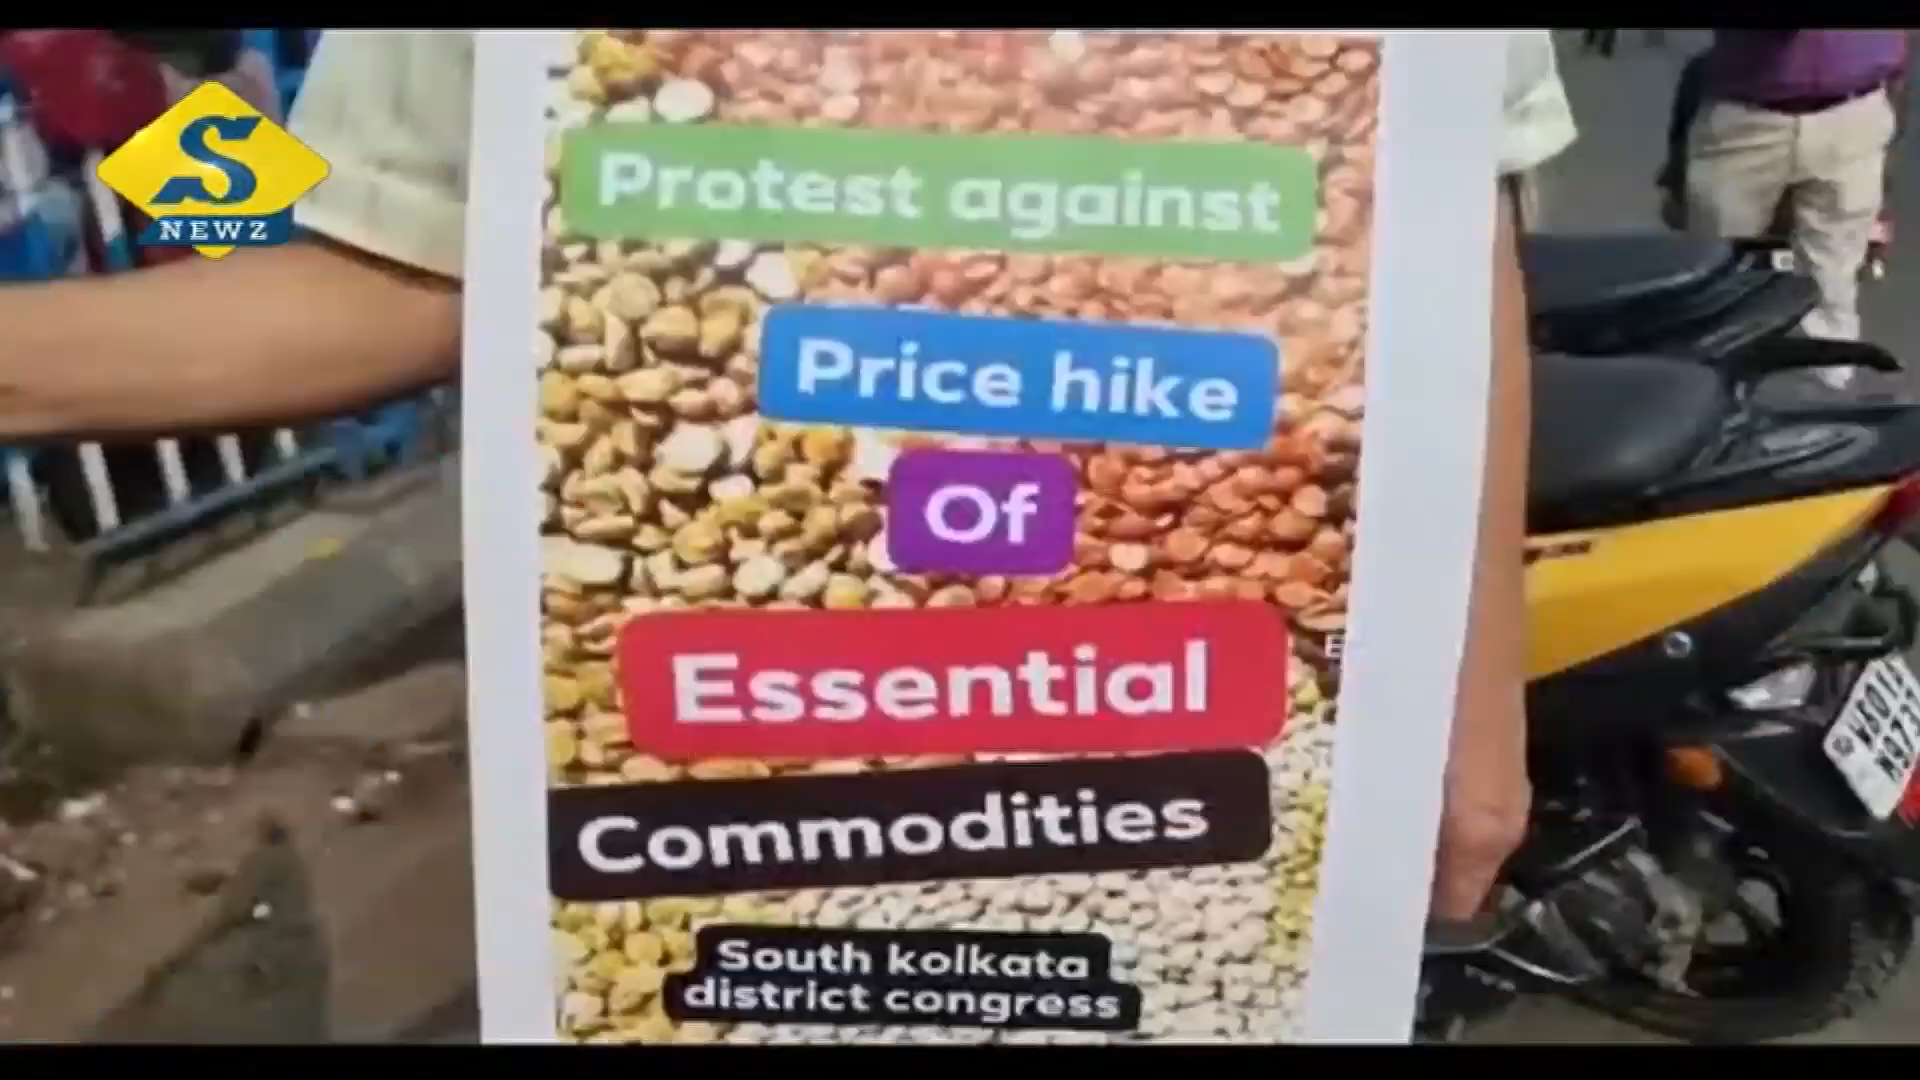 S
NEWZ
Protest against
Price hike
Of
Essential
Commodities
South kolkata
district congress